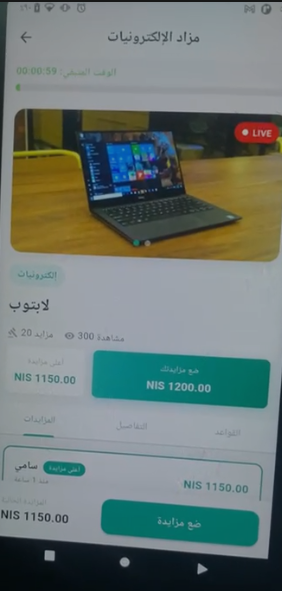 مزاد الإلكترونيات
الوقت المتبقي: 00:00:59
LIVE
إلكترونيات
لابتوب
مشاهدة 300 مزايد 20
أعلى مزايدة
NIS 1150.00
ضع مزايدتك
NIS 1200.00
المزايدات
التفاصيل
القواعد
سامي
أعلى مزايدة
منذ 1 ساعة
NIS 1150.00
المزايدة الحالية
NIS 1150.00
ضع مزايدة